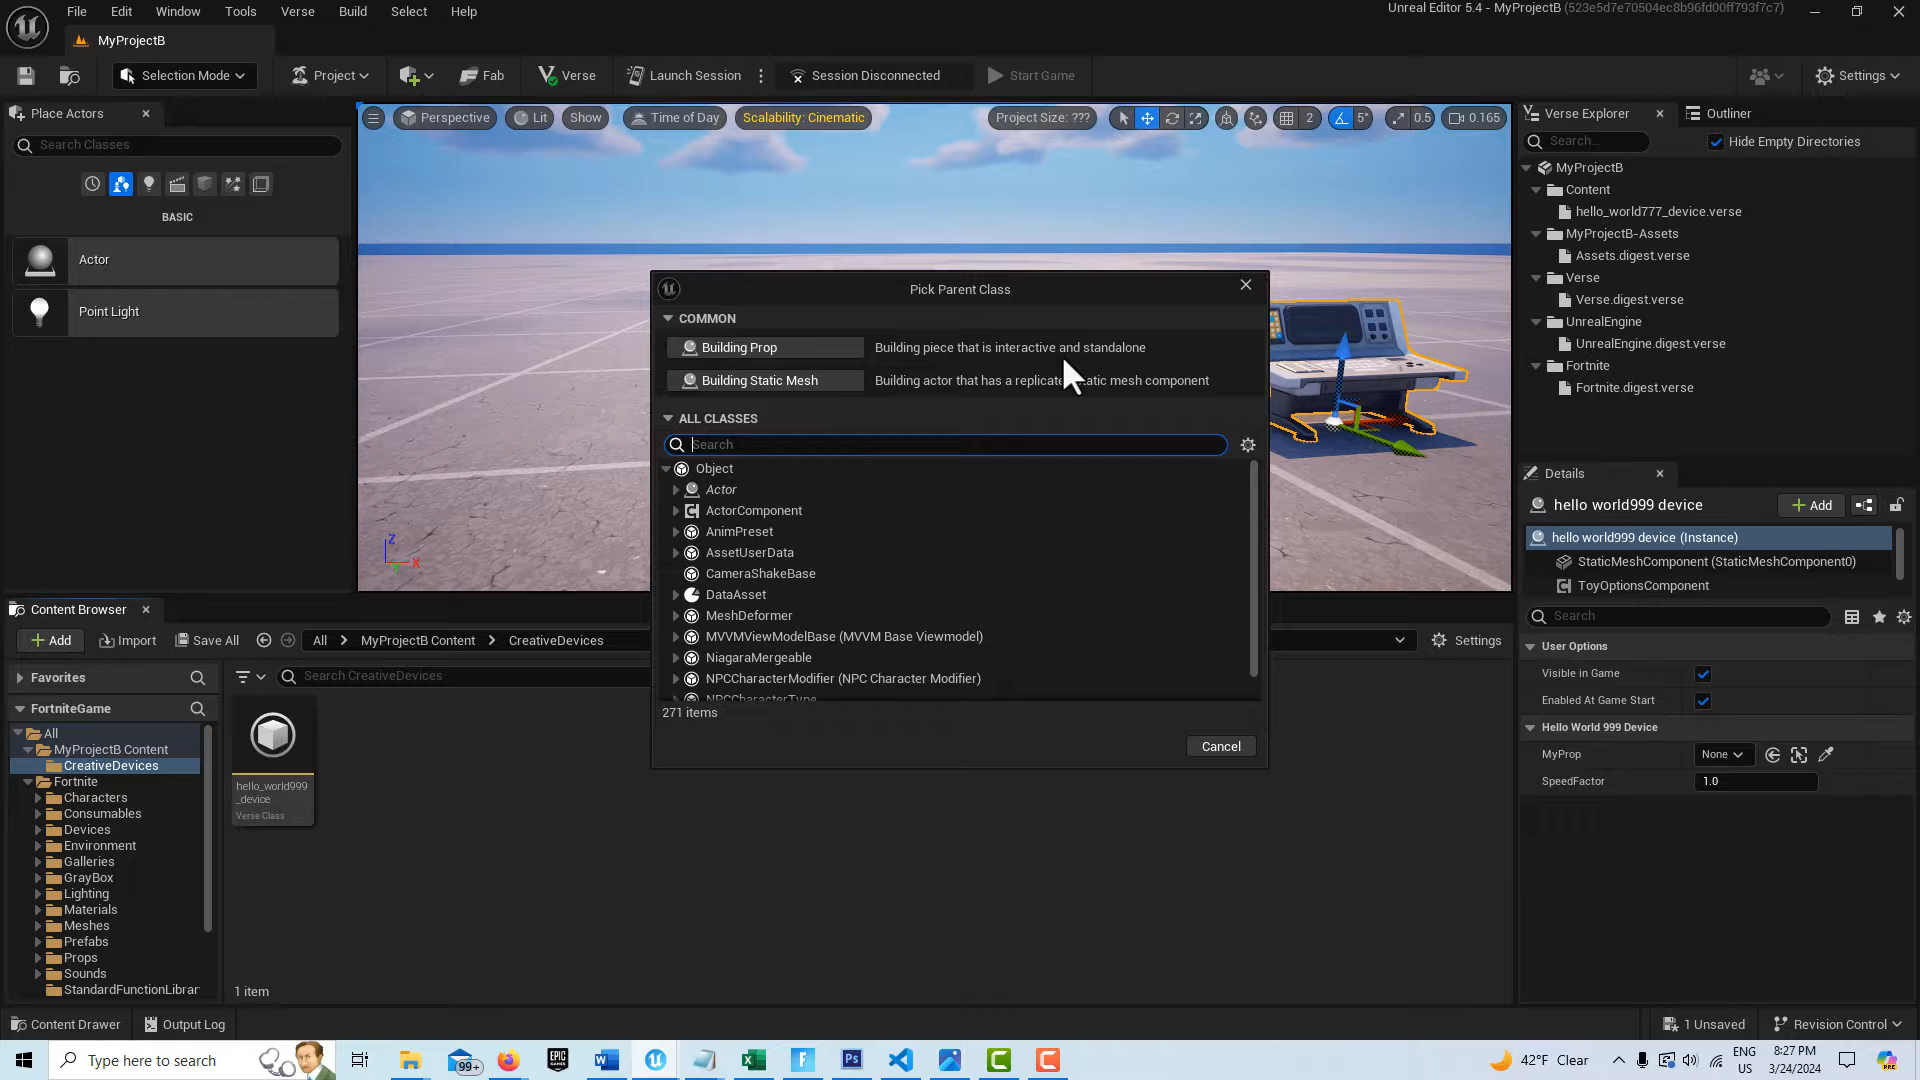 File Edit Window Tools Verse Build Select Help
Unreal Editor 5.4 - MyProjectB (523e5d7e70504ec8b96fd00ff793f7c7)
MyProjectB
Selection Mode
Project
Fab
Verse
Launch Session
Session Disconnected
Start Game
Settings
Place Actors
Search Classes
BASIC
Actor
Point Light
Perspective
Lit
Show
Time of Day
Scalability: Cinematic
Project Size: ???
2
5°
0.5
0.165
Z
X
Pick Parent Class
COMMON
Building Prop Building piece that is interactive and standalone
Building Static Mesh Building actor that has a replicate mesh component
ALL CLASSES
Search
Object
Actor
ActorComponent
AnimPreset
AssetUserData
CameraShakeBase
DataAsset
MeshDeformer
MVVMViewModelBase (MVVM Base Viewmodel)
NiagaraMergeable
NPCCharacterModifier (NPC Character Modifier)
NPCCharacterType
271 items
Cancel
Verse Explorer
Outliner
Search...
Hide Empty Directories
MyProjectB
Content
hello_world777_device.verse
MyProjectB-Assets
Assets.digest.verse
Verse
Verse.digest.verse
UnrealEngine
UnrealEngine.digest.verse
Fortnite
Fortnite.digest.verse
Details
hello world999 device
Add
hello world999 device (Instance)
StaticMeshComponent (StaticMeshComponent0)
ToyOptionsComponent
Search
User Options
Visible in Game
Enabled At Game Start
Hello World 999 Device
MyProp None
SpeedFactor 1.0
Content Browser
Add
Import
Save All
All MyProjectB Content CreativeDevices
Settings
Favorites
Search CreativeDevices
FortniteGame
All
MyProjectB Content
CreativeDevices
Fortnite
Characters
Consumables
Devices
Environment
Galleries
GrayBox
Lighting
Materials
Meshes
Prefabs
Props
Sounds
StandardFunctionLibrar
hello_world999
_device
Verse Class
1 item
Content Drawer
Output Log
1 Unsaved
Revision Control
Type here to search
99+
EPIC
GAMES
42°F Clear
ENG
US
8:27 PM
3/24/2024
PRE